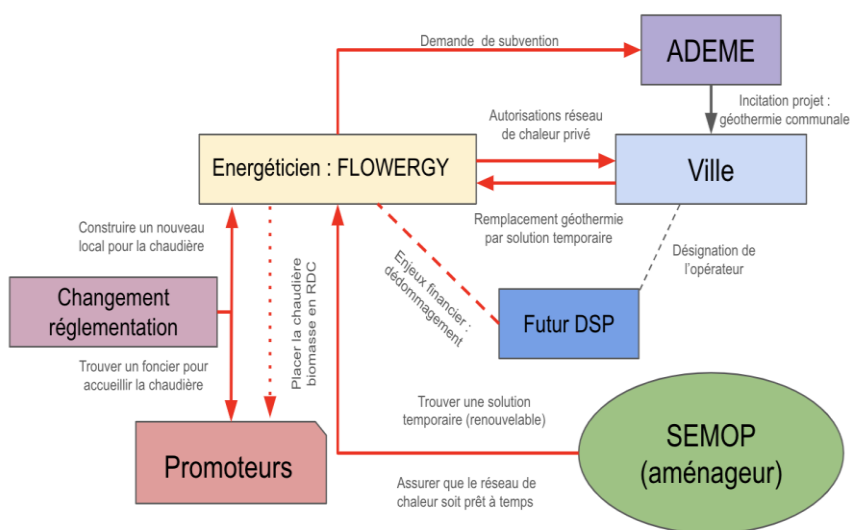 Demande de subvention
ADEME
Incitation projet :
géothermie communale
Autorisations réseau
de chaleur privé
Energéticien : FLOWERGY
Ville
Construire un nouveau
local pour la chaudière
Remplacement géothermie
par solution temporaire
Désignation de
l'opérateur
Enjeux financier :
dédommagement
Placer la chaudière
biomasse en RDC
Changement
réglementation
Futur DSP
Trouver un foncier pour
accueillir la chaudière
Trouver une solution
temporaire (renouvelable)
SEMOP
(aménageur)
Promoteurs
Assurer que le réseau de
chaleur soit prêt à temps